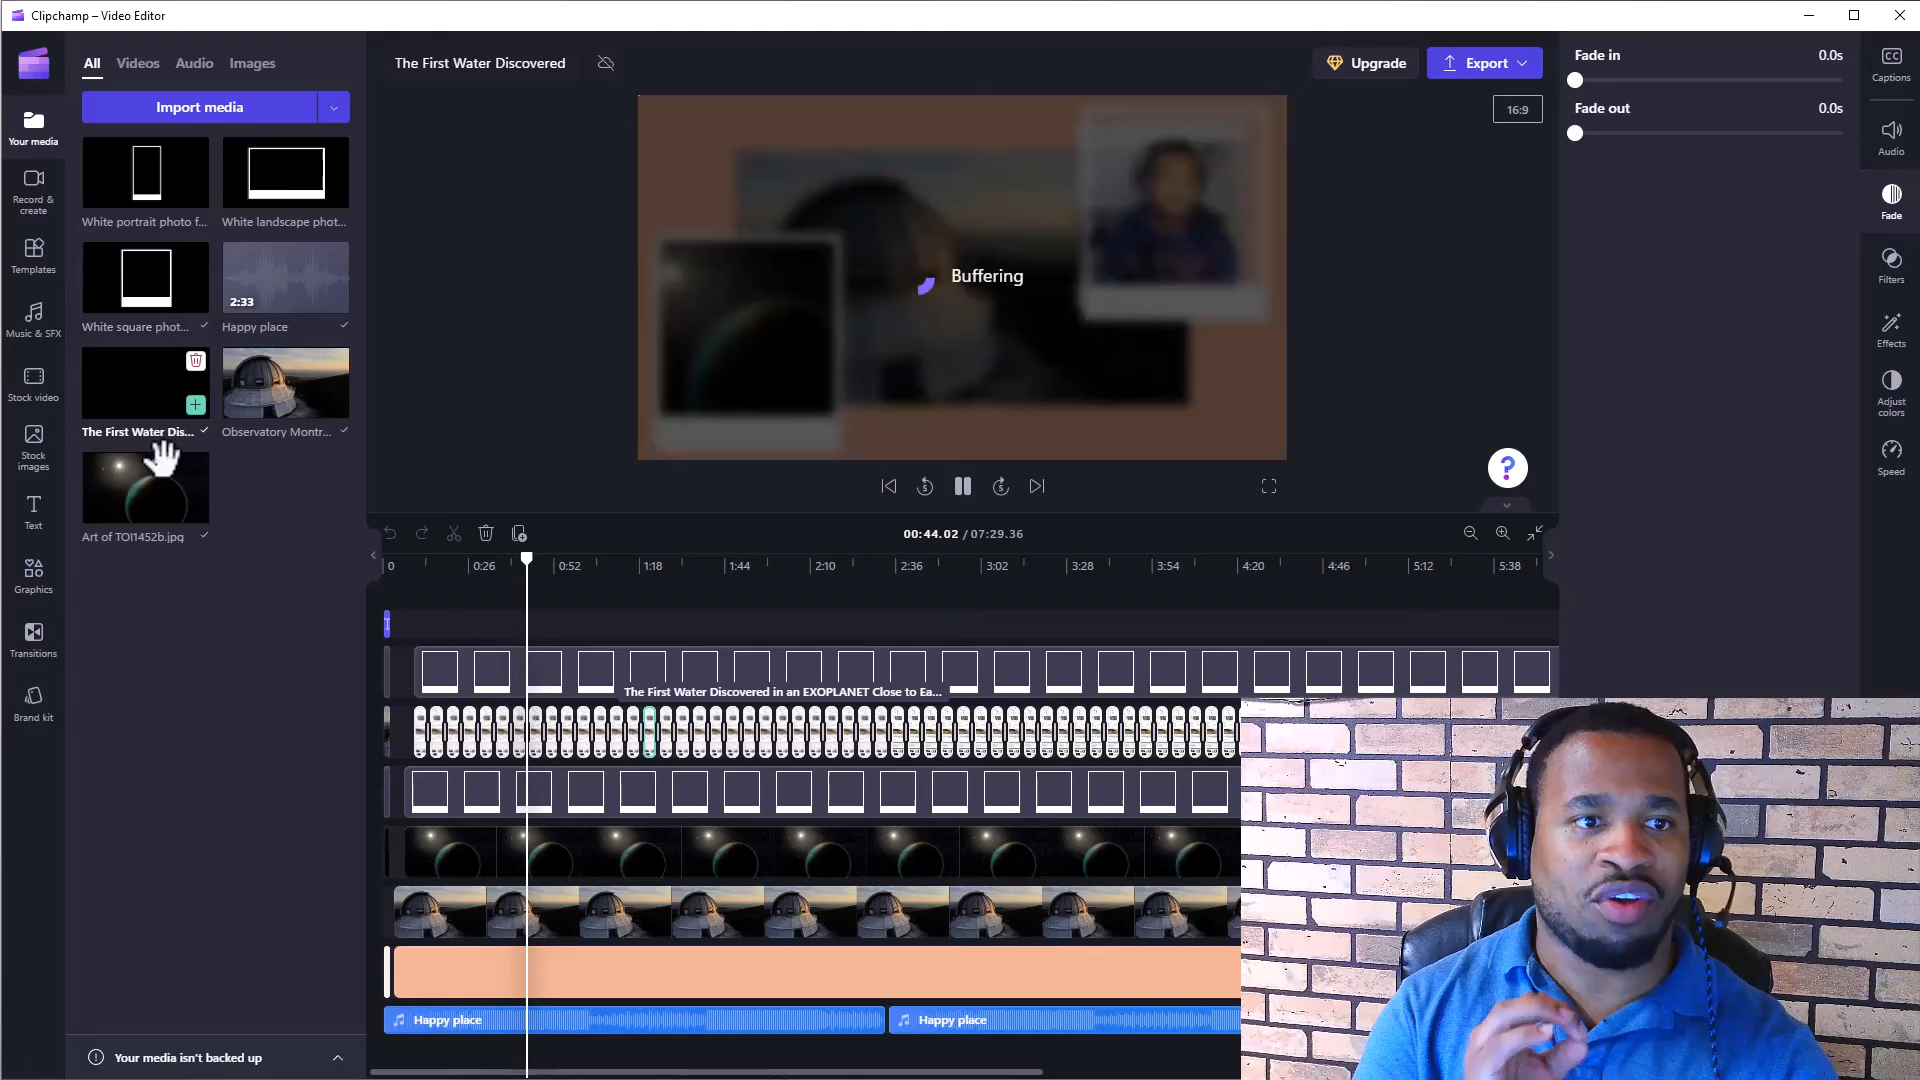 Clipchamp – Video Editor
All Videos Audio Images
Import media
The First Water Discovered
Upgrade
Export
Fade in 0.0s
Fade out 0.0s
16:9
Captions
Audio
Fade
Filters
Effects
Adjust
colors
Speed
Your media
Record &
create
Templates
Music & SFX
Stock video
Stock
images
Text
Graphics
Transitions
Brand kit
White portrait photo f...
White landscape phot...
White square phot...
2:33
Happy place
The First Water Dis...
Observatory Montr...
Art of TOI1452b.jpg
Buffering
5
5
?
00:44.02 / 07:29.36
0 0:26 0:52 1:18 1:44 2:10 2:36 3:02 3:28 3:54 4:20 4:46 5:12 5:38
T
The First Water Discovered in an EXOPLANET Close to Ea...
Happy place
Happy place
Your media isn't backed up